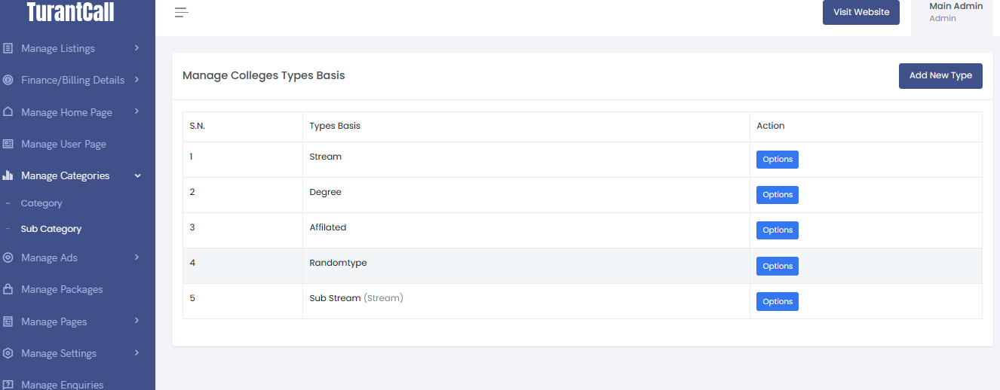 TurantCall
Visit Website
Main Admin
Admin
Manage Listings
Finance/Billing Details
Manage Home Page
Manage User Page
Manage Categories
- Category
- Sub Category
Manage Ads
Manage Packages
Manage Pages
Manage Settings
Manage Enquiries
Manage Colleges Types Basis
Add New Type
S.N. Types Basis Action
1 Stream Options
2 Degree Options
3 Affilated Options
4 Randomtype Options
5 Sub Stream (Stream) Options